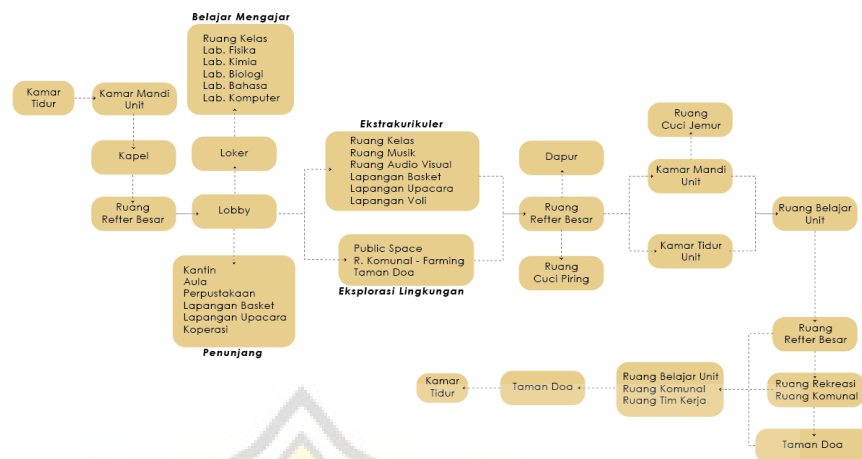 Belajar Mengajar
Ruang Kelas
Lab. Fisika
Lab. Kimia
Lab. Biologi
Lab. Bahasa
Lab. Komputer
Kamar
Tidur
Kamar Mandi
Unit
Kapel
Ruang
Refter Besar
Loker
Lobby
Kantin
Aula
Perpustakaan
Lapangan Basket
Lapangan Upacara
Koperasi
Penunjang
Ekstrakurikuler
Ruang Kelas
Ruang Musik
Ruang Audio Visual
Lapangan Basket
Lapangan Upacara
Lapangan Voli
Public Space
R. Komunal - Farming
Taman Doa
Eksplorasi Lingkungan
Dapur
Ruang
Refter Besar
Ruang
Cuci Piring
Ruang
Cuci Jemur
Kamar Mandi
Unit
Kamar Tidur
Unit
Ruang Belajar
Unit
Ruang
Refter Besar
Ruang Rekreasi
Ruang Komunal
Taman Doa
Ruang Belajar Unit
Ruang Komunal
Ruang Tim Kerja
Taman Doa
Kamar
Tidur